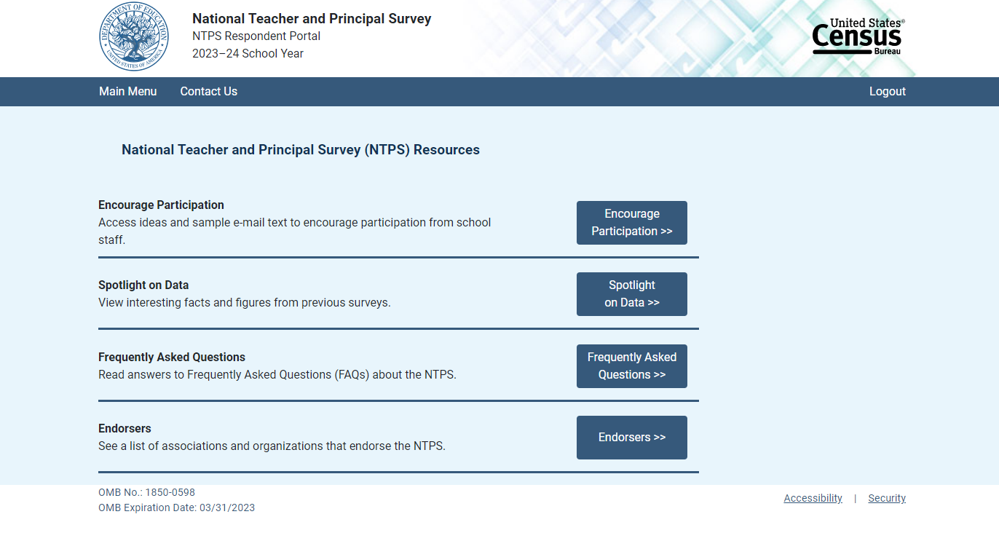 DEPARTMENT OF EDUCATION
UNITED STATES OF AMERICA
National Teacher and Principal Survey
NTPS Respondent Portal
2023–24 School Year
United States®
Census
Bureau
Main Menu Contact Us Logout
National Teacher and Principal Survey (NTPS) Resources
Encourage Participation
Access ideas and sample e-mail text to encourage participation from school
staff.
Encourage
Participation >>
Spotlight on Data
View interesting facts and figures from previous surveys.
Spotlight
on Data >>
Frequently Asked Questions
Read answers to Frequently Asked Questions (FAQs) about the NTPS.
Frequently Asked
Questions >>
Endorsers
See a list of associations and organizations that endorse the NTPS.
Endorsers >>
OMB No.: 1850-0598
OMB Expiration Date: 03/31/2023
Accessibility | Security